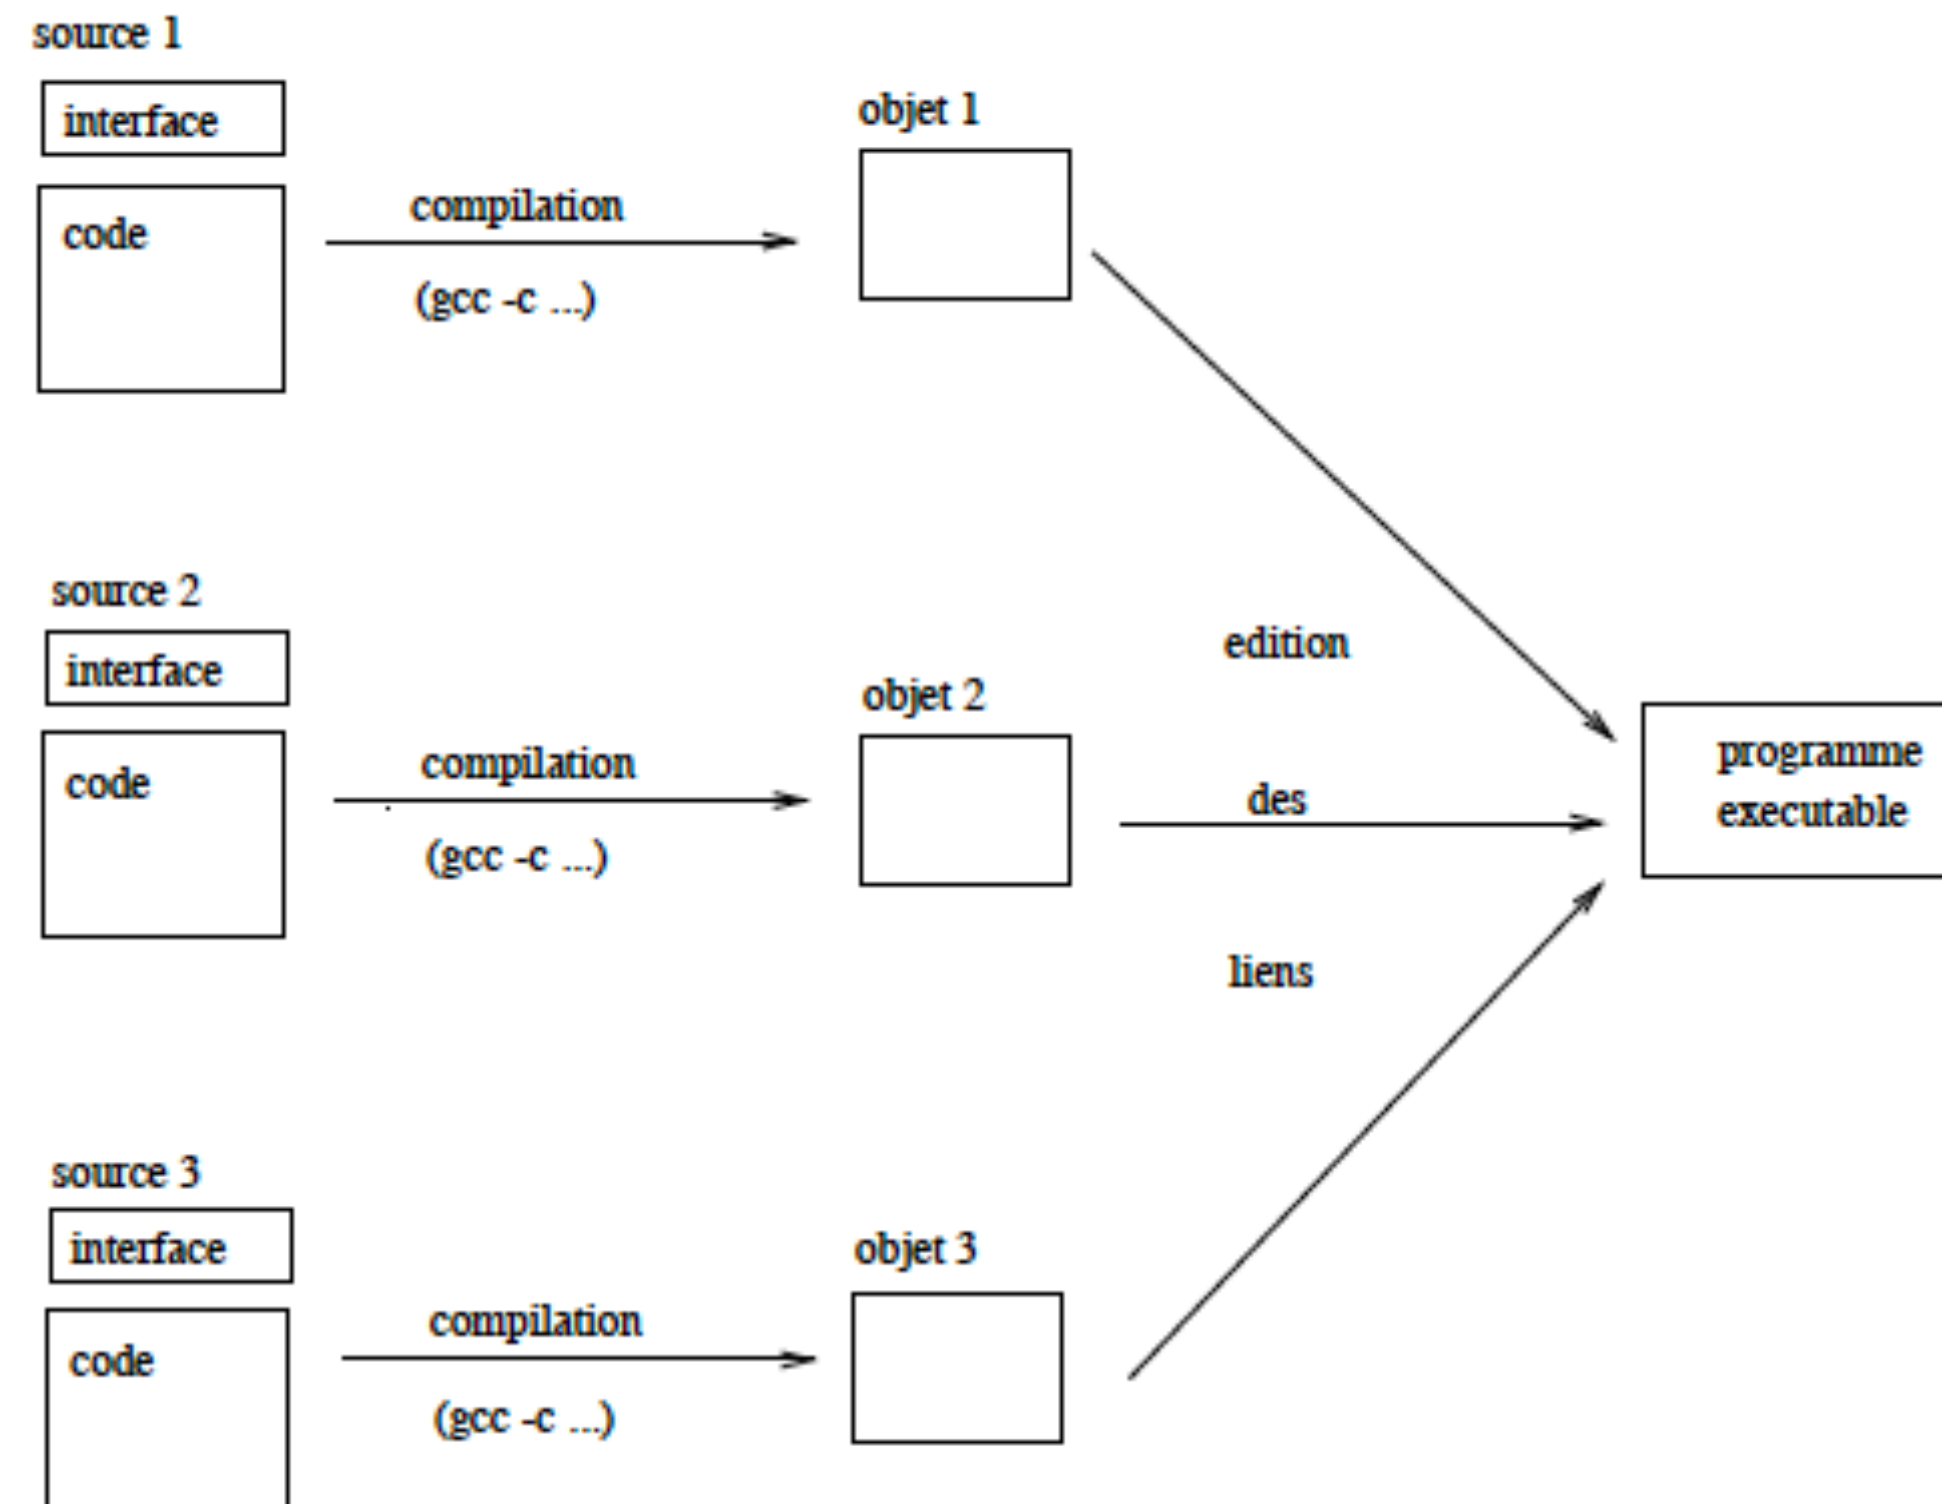 source 1
interface
code
compilation
(gcc -c ...)
objet 1
source 2
interface
code
compilation
(gcc -c ...)
objet 2
edition
des
liens
programme
executable
source 3
interface
code
compilation
(gcc -c ...)
objet 3